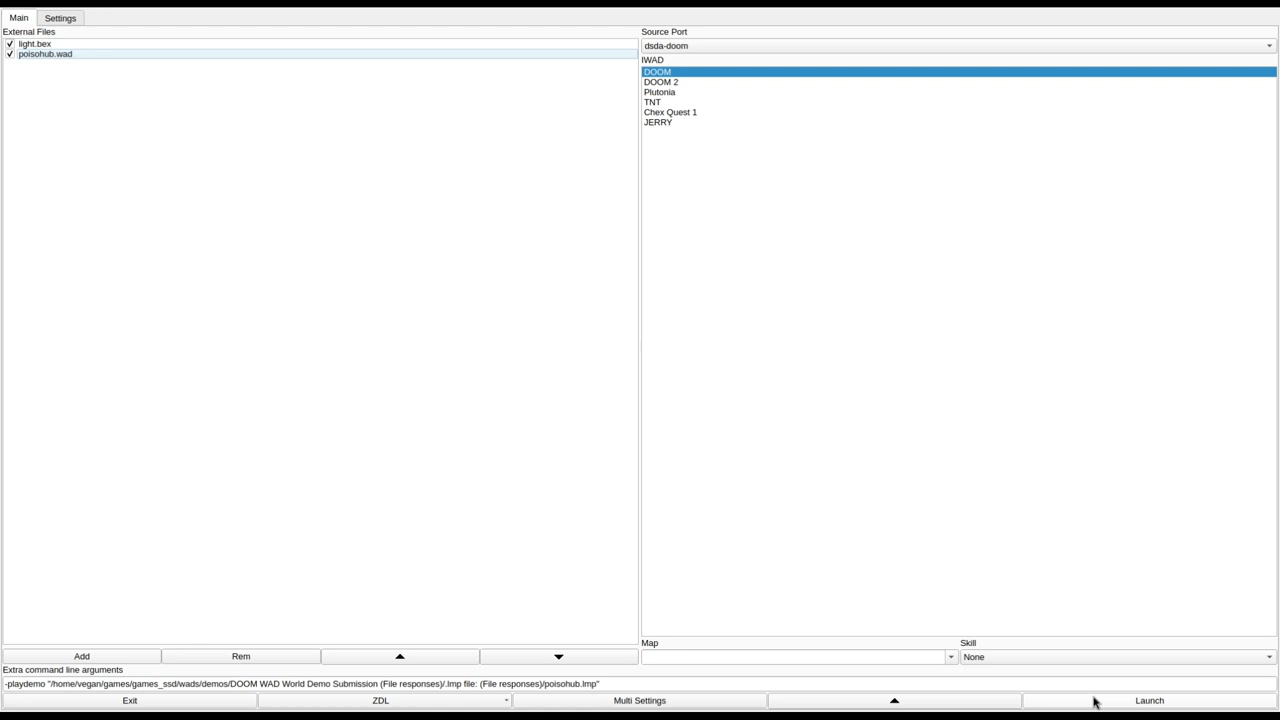 Main
Settings
External Files
light.bex
poisohub.wad
Source Port
dsda-doom
IWAD
DOOM
DOOM 2
Plutonia
TNT
Chex Quest 1
JERRY
Map
Skill
None
Add
Rem
Extra command line arguments
-playdemo "/home/vegan/games/games_ssd/wads/demos/DOOM WAD World Demo Submission (File responses)/.lmp file: (File responses)/poisohub.lmp"
Exit
ZDL
Multi Settings
Launch